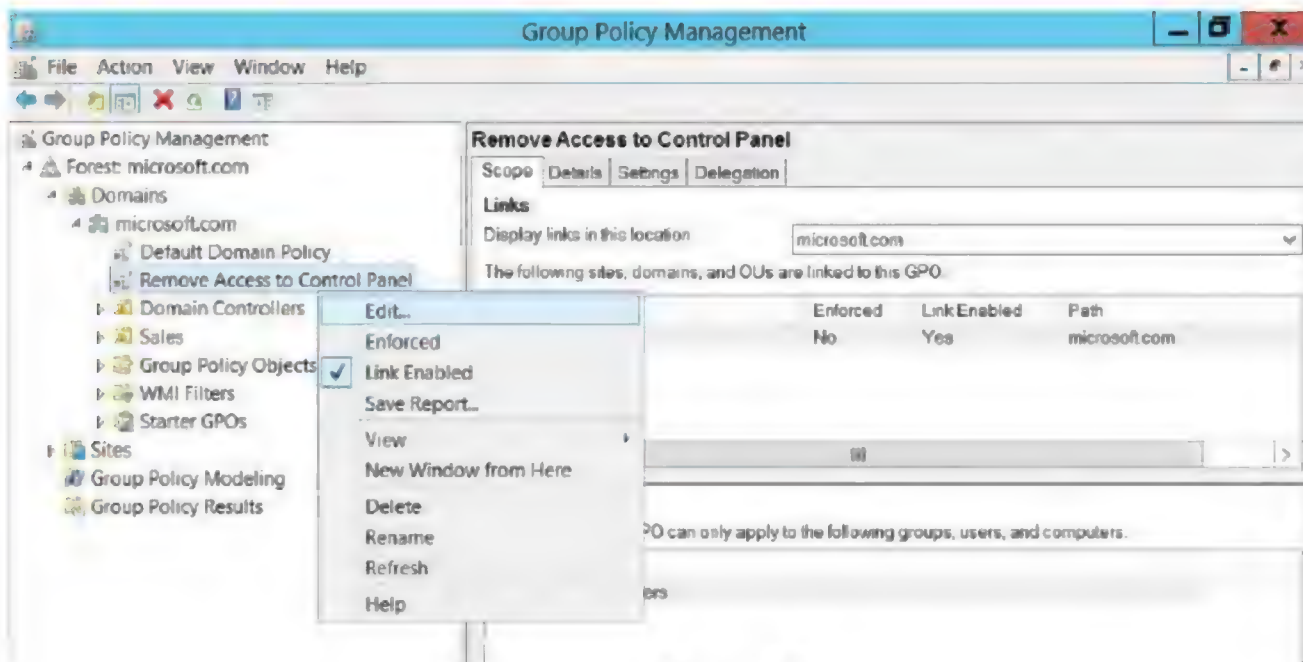 Group Policy Management
File Action View Window Help
Group Policy Management
Forest: microsoft.com
Domains
microsoft.com
Default Domain Policy
Remove Access to Control Panel
Domain Controllers
Sales
Group Policy Objects
WMI Filters
Starter GPOs
Sites
Group Policy Modeling
Group Policy Results
Edit...
Enforced
Link Enabled
Save Report...
View
New Window from Here
Delete
Rename
Refresh
Help
Remove Access to Control Panel
Scope Details Settings Delegation
Links
Display links in this location microsoft.com
The following sites, domains, and OUs are linked to this GPO
Enforced Link Enabled Path
No Yes microsoft.com
PO can only apply to the following groups, users, and computers.
ers